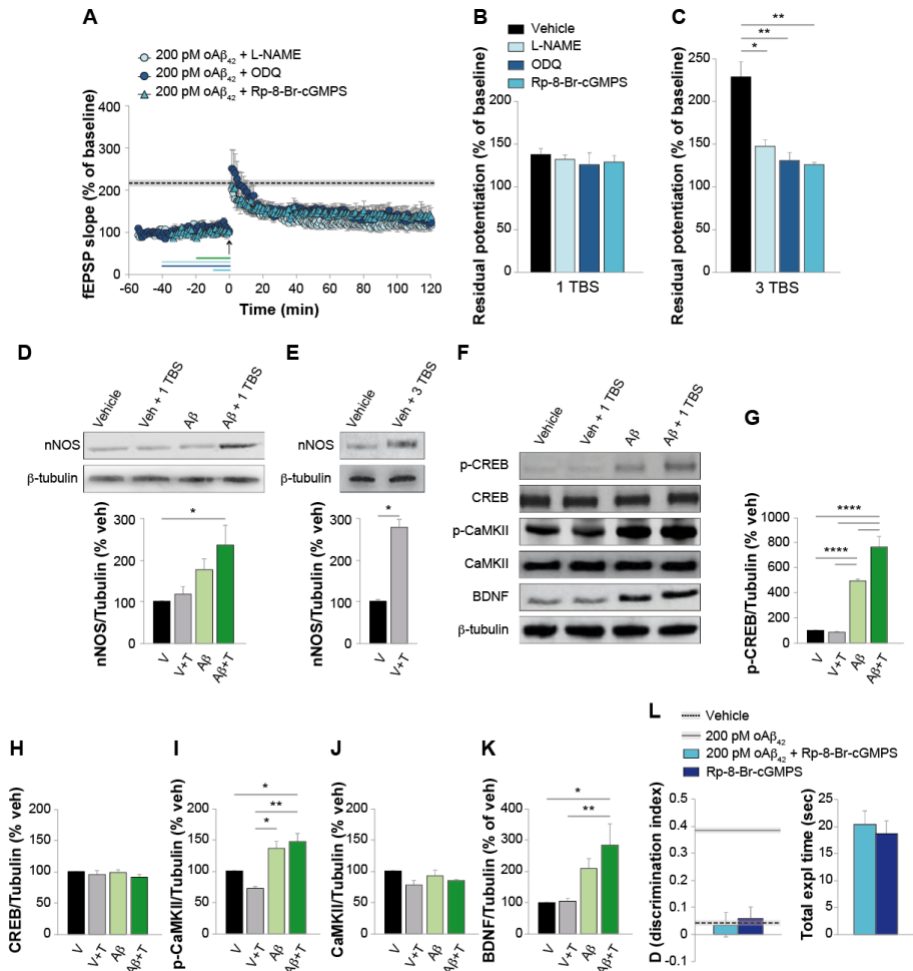 A
200 pM oAβ42 + L-NAME
200 pM oAβ42 + ODQ
200 pM oAβ42 + Rp-8-Br-cGMPS
fEPSP slope (% of baseline)
400
300
200
100
0
-60 -40 -20 0 20 40 60 80 100 120
Time (min)
B
Vehicle
L-NAME
ODQ
Rp-8-Br-cGMPS
Residual potentiation (% of baseline)
250
200
150
100
50
0
1 TBS
C
**
**
*
Residual potentiation (% of baseline)
250
200
150
100
50
0
3 TBS
D
Vehicle
Veh + 1 TBS
Aβ
Aβ + 1 TBS
nNOS
β-tubulin
nNOS/Tubulin (% veh)
300
200
100
0
*
V
V+T
Aβ
Aβ+T
E
Vehicle
Veh + 3 TBS
nNOS
β-tubulin
nNOS/Tubulin (% veh)
300
200
100
0
*
V
V+T
F
Vehicle
Veh + 1 TBS
Aβ
Aβ + 1 TBS
p-CREB
CREB
p-CaMKII
CaMKII
BDNF
β-tubulin
G
p-CREB/Tubulin (% veh)
1000
800
600
400
200
0
****
****
V
V+T
Aβ
Aβ+T
H
CREB/Tubulin (% veh)
200
150
100
50
0
V
V+T
Aβ
Aβ+T
I
p-CaMKII/Tubulin (% veh)
200
150
100
50
0
*
**
*
V
V+T
Aβ
Aβ+T
J
CaMKII/Tubulin (% veh)
200
150
100
50
0
V
V+T
Aβ
Aβ+T
K
BDNF/Tubulin (% of veh)
400
300
200
100
0
*
**
V
V+T
Aβ
Aβ+T
L
Vehicle
200 pM oAβ42
200 pM oAβ42 + Rp-8-Br-cGMPS
Rp-8-Br-cGMPS
D (discrimination index)
0.5
0.4
0.3
0.2
0.1
0
-0.1
Total expl time (sec)
25
20
15
10
5
0